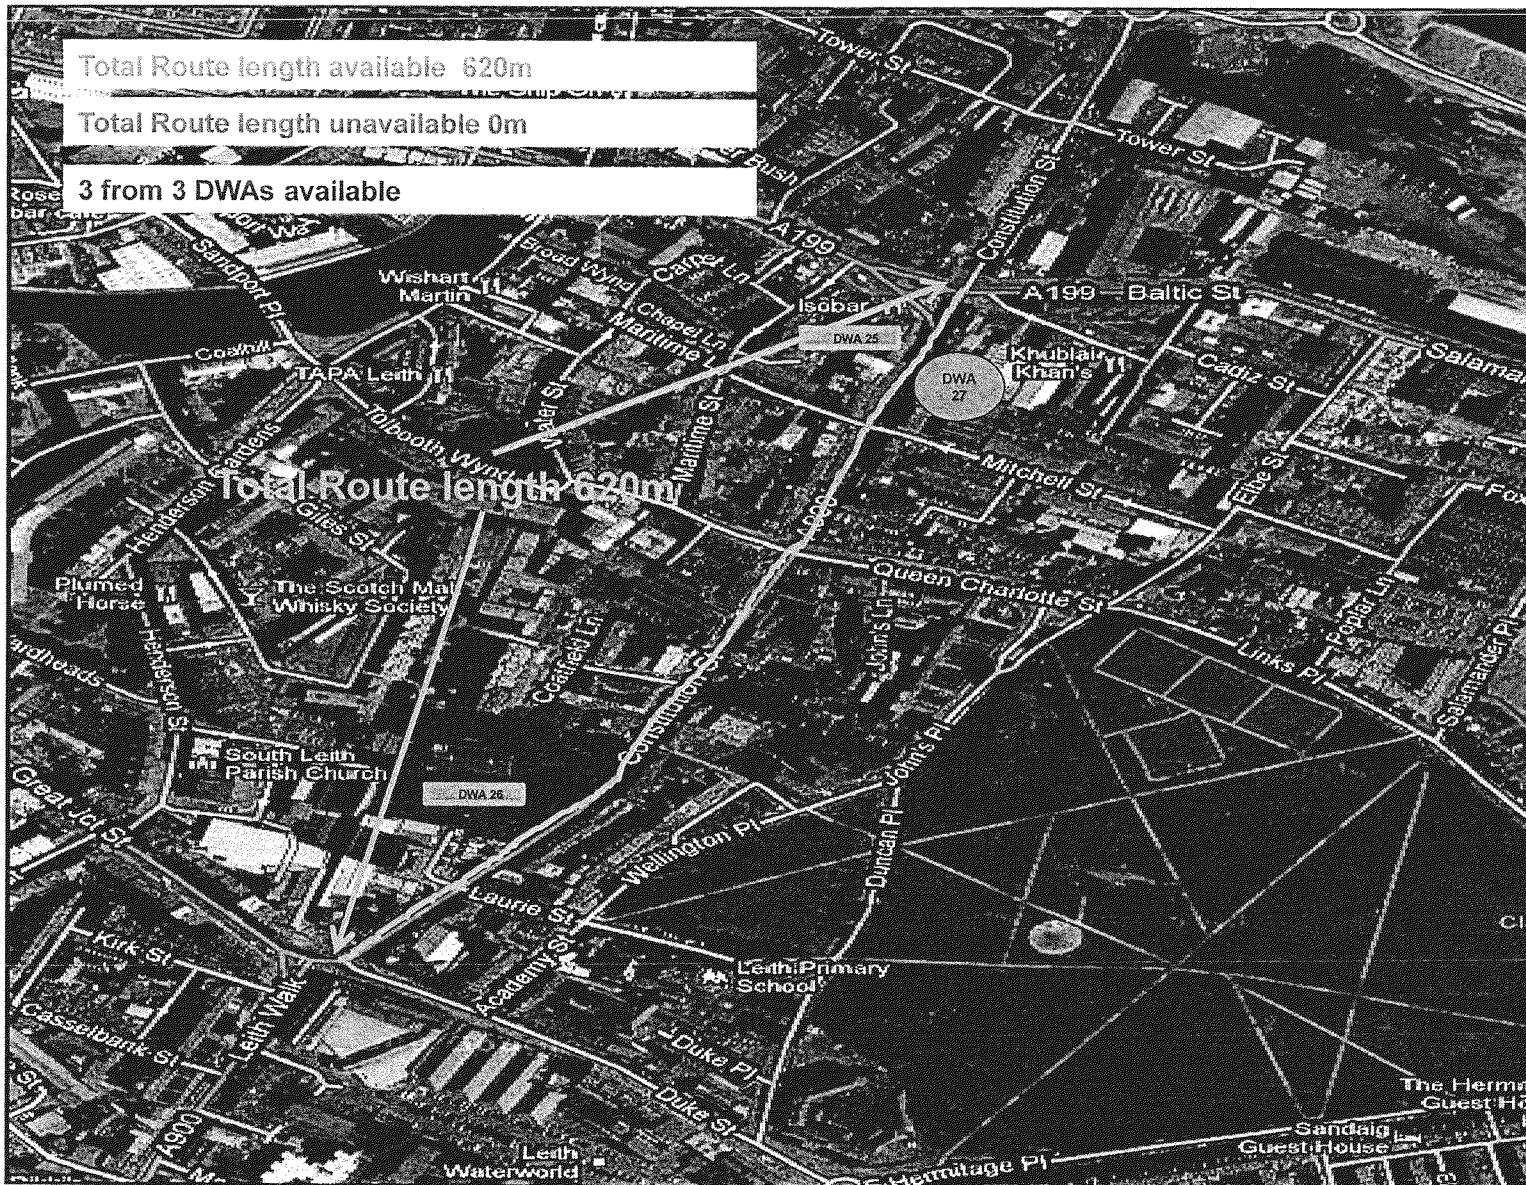 Total Route length available 620m
Total Route length unavailable 0m
3 from 3 DWAs available
Tower St
Tower St
Constitution St
A199
A199
Baltic St
Sandport Pl
Wishart
Martin
Broad Wynd
Chapel Ln
Maritime
Isobar
DWA 25
DWA
27
Khublai
Khan's
Cadiz St
Coalhill
TAPA Leith
Tolbooth Wynd
Maritime St
Mitchell St
Elbe St
Henderson Gardens
Total Route length 620m
Giles St
A900
Plumed
Horse
The Scotch Mal
Whisky Society
Queen Charlotte St
Coatfield Ln
John's Ln
Poplar Ln
Links Pl
Salamander Pl
Henderson St
Constitution
South Leith
Parish Church
DWA 26
John's Pl
Great Jct St
Wellington Pl
Duncan Pl
Laurie St
Kirk St
Academy St
Leith Primary
School
Casselbank St
Leith Walk
Duke Pl
Duke St
A900
Leith
Waterworld
Sandaig
Guest House
Hermitage Pl